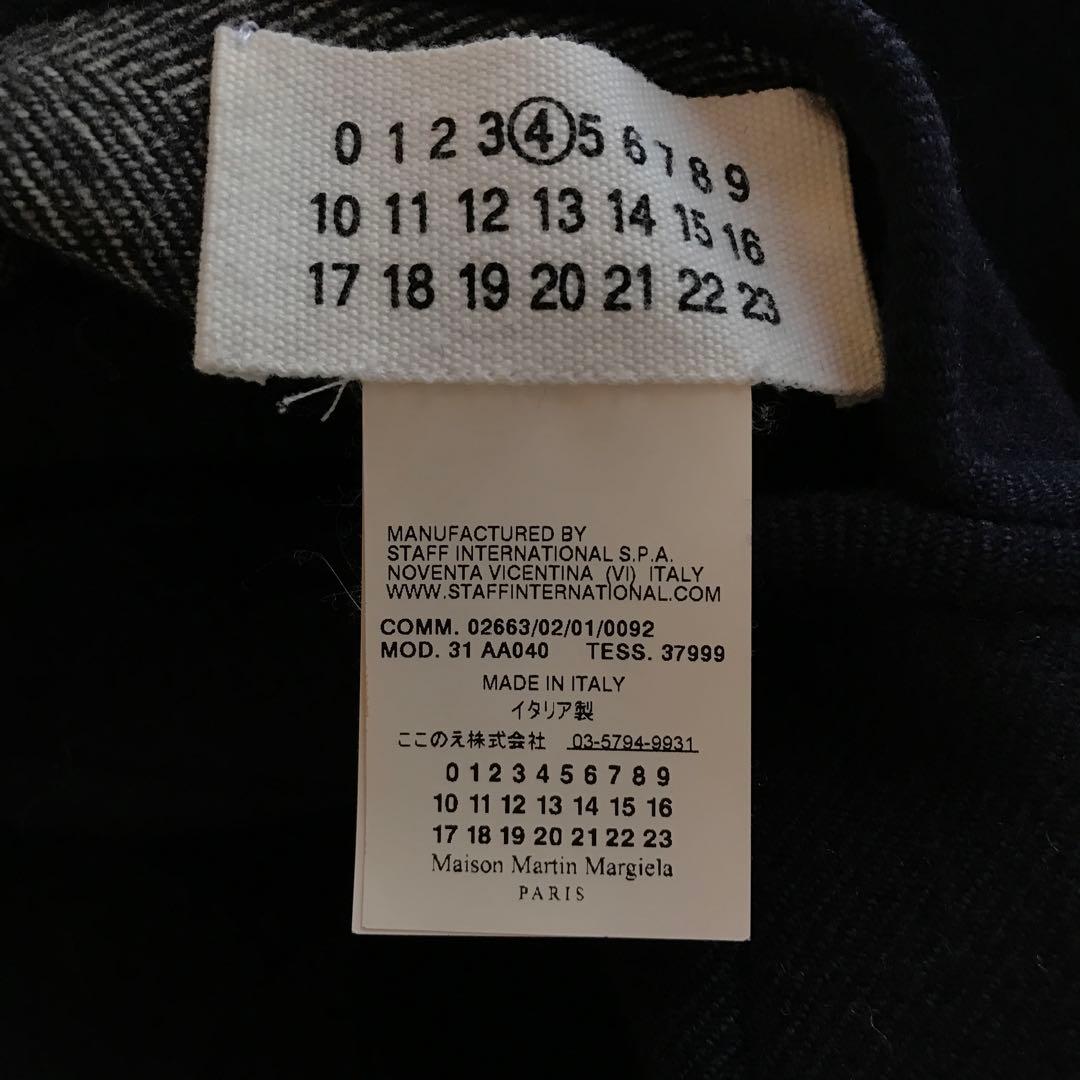 0 1 2 3 4 5 6 7 8 9
10 11 12 13 14 15 16
17 18 19 20 21 22 23
MANUFACTURED BY
STAFF INTERNATIONAL S.P.A.
NOVENTA VICENTINA (VI) ITALY
WWW.STAFFINTERNATIONAL.COM
COMM. 02663/02/01/0092
MOD. 31 AA040 TESS. 37999
MADE IN ITALY
イタリア製
ここのえ株式会社 03-5794-9931
0 1 2 3 4 5 6 7 8 9
10 11 12 13 14 15 16
17 18 19 20 21 22 23
Maison Martin Margiela
PARIS